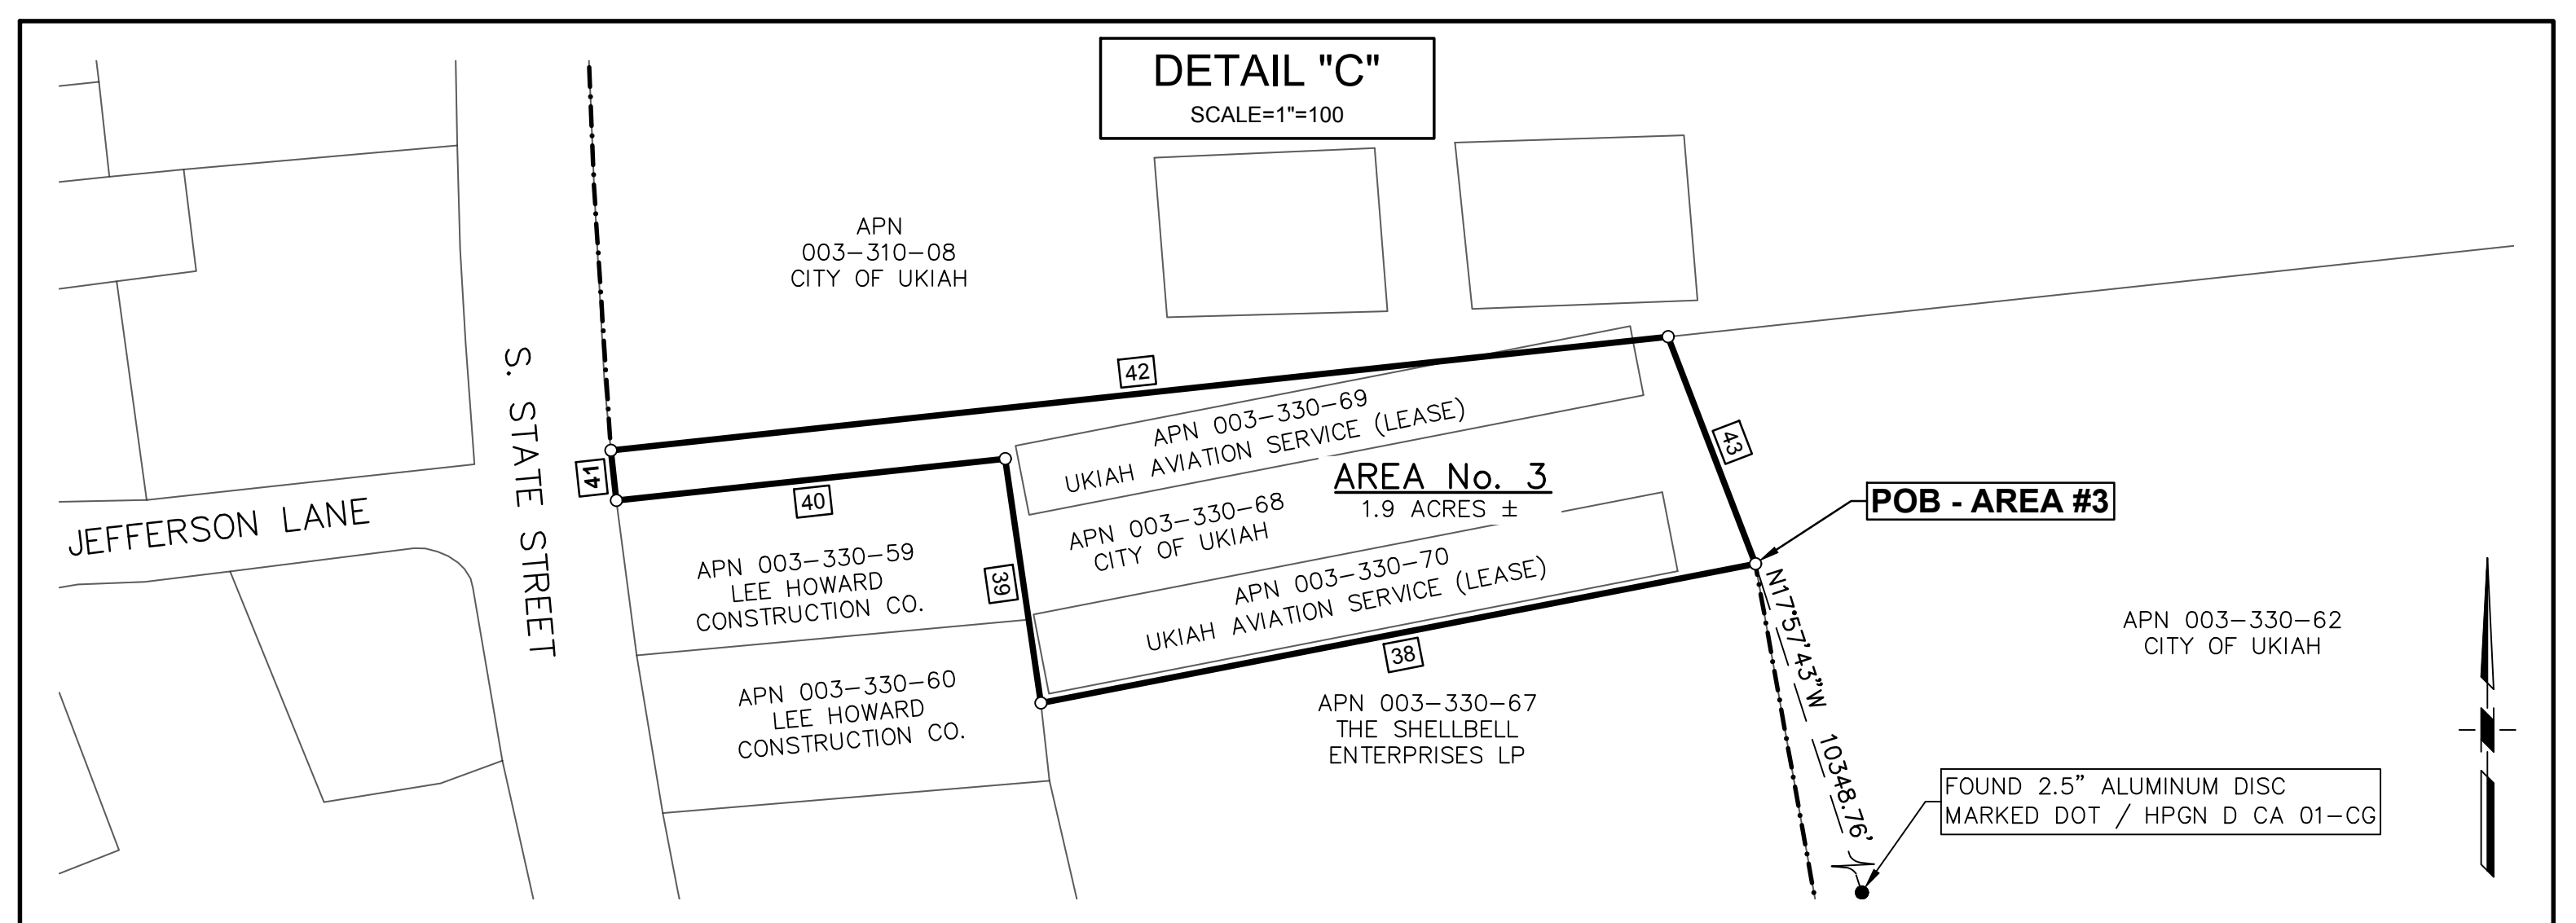 DETAIL "C"
SCALE=1"=100
APN
003-310-08
CITY OF UKIAH
S. STATE STREET
JEFFERSON LANE
42
43
41
40
39
38
APN 003-330-69
UKIAH AVIATION SERVICE (LEASE)
AREA No. 3
1.9 ACRES ±
APN 003-330-68
CITY OF UKIAH
APN 003-330-70
UKIAH AVIATION SERVICE (LEASE)
POB - AREA #3
APN 003-330-59
LEE HOWARD
CONSTRUCTION CO.
APN 003-330-60
LEE HOWARD
CONSTRUCTION CO.
APN 003-330-67
THE SHELLBELL
ENTERPRISES LP
N17°57'43"W 10348.76'
APN 003-330-62
CITY OF UKIAH
FOUND 2.5" ALUMINUM DISC
MARKED DOT / HPGN D CA 01-CG